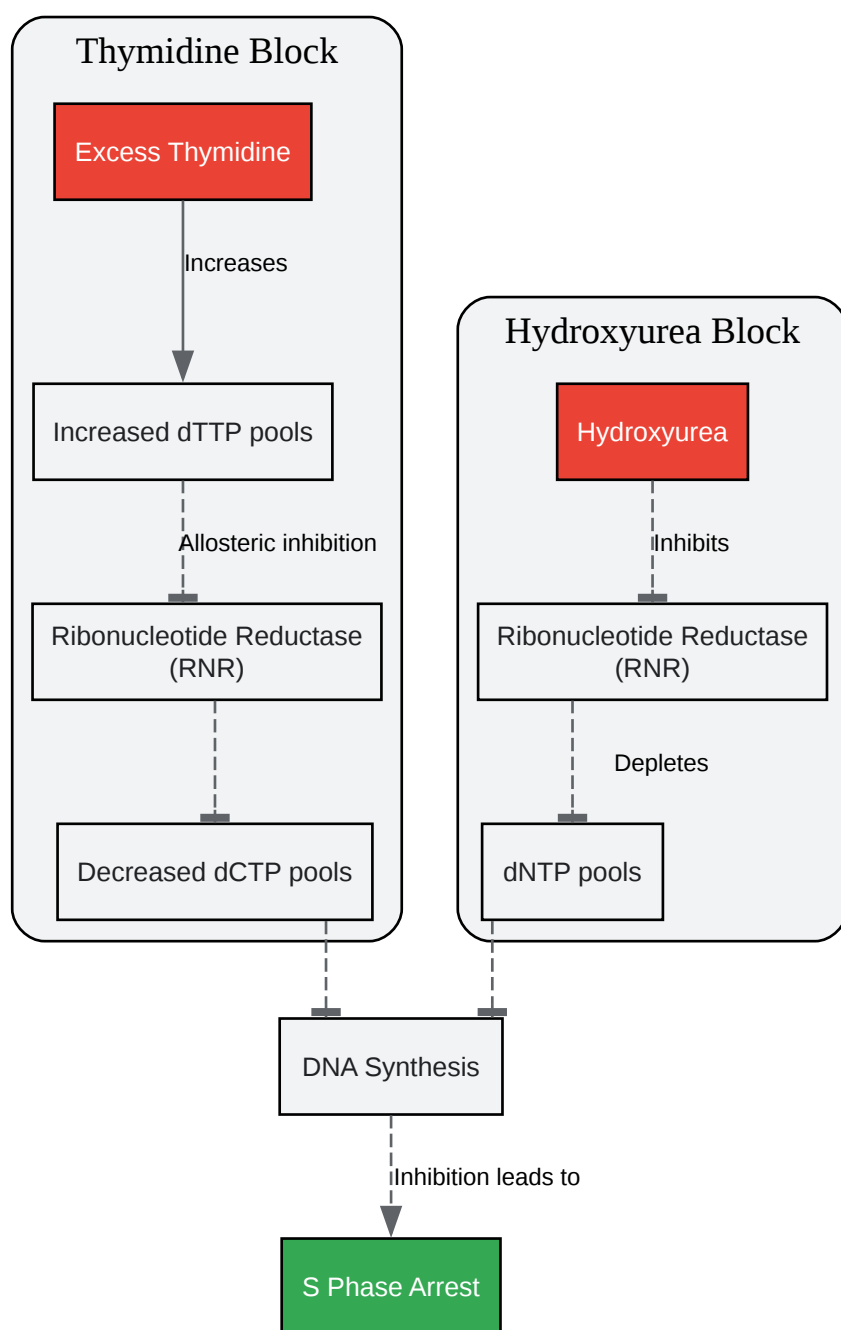 Thymidine Block
Excess Thymidine
Increases
Increased dTTP pools
Allosteric inhibition
Ribonucleotide Reductase
(RNR)
Decreased dCTP pools
Hydroxyurea Block
Hydroxyurea
Inhibits
Ribonucleotide Reductase
(RNR)
Depletes
dNTP pools
DNA Synthesis
Inhibition leads to
S Phase Arrest